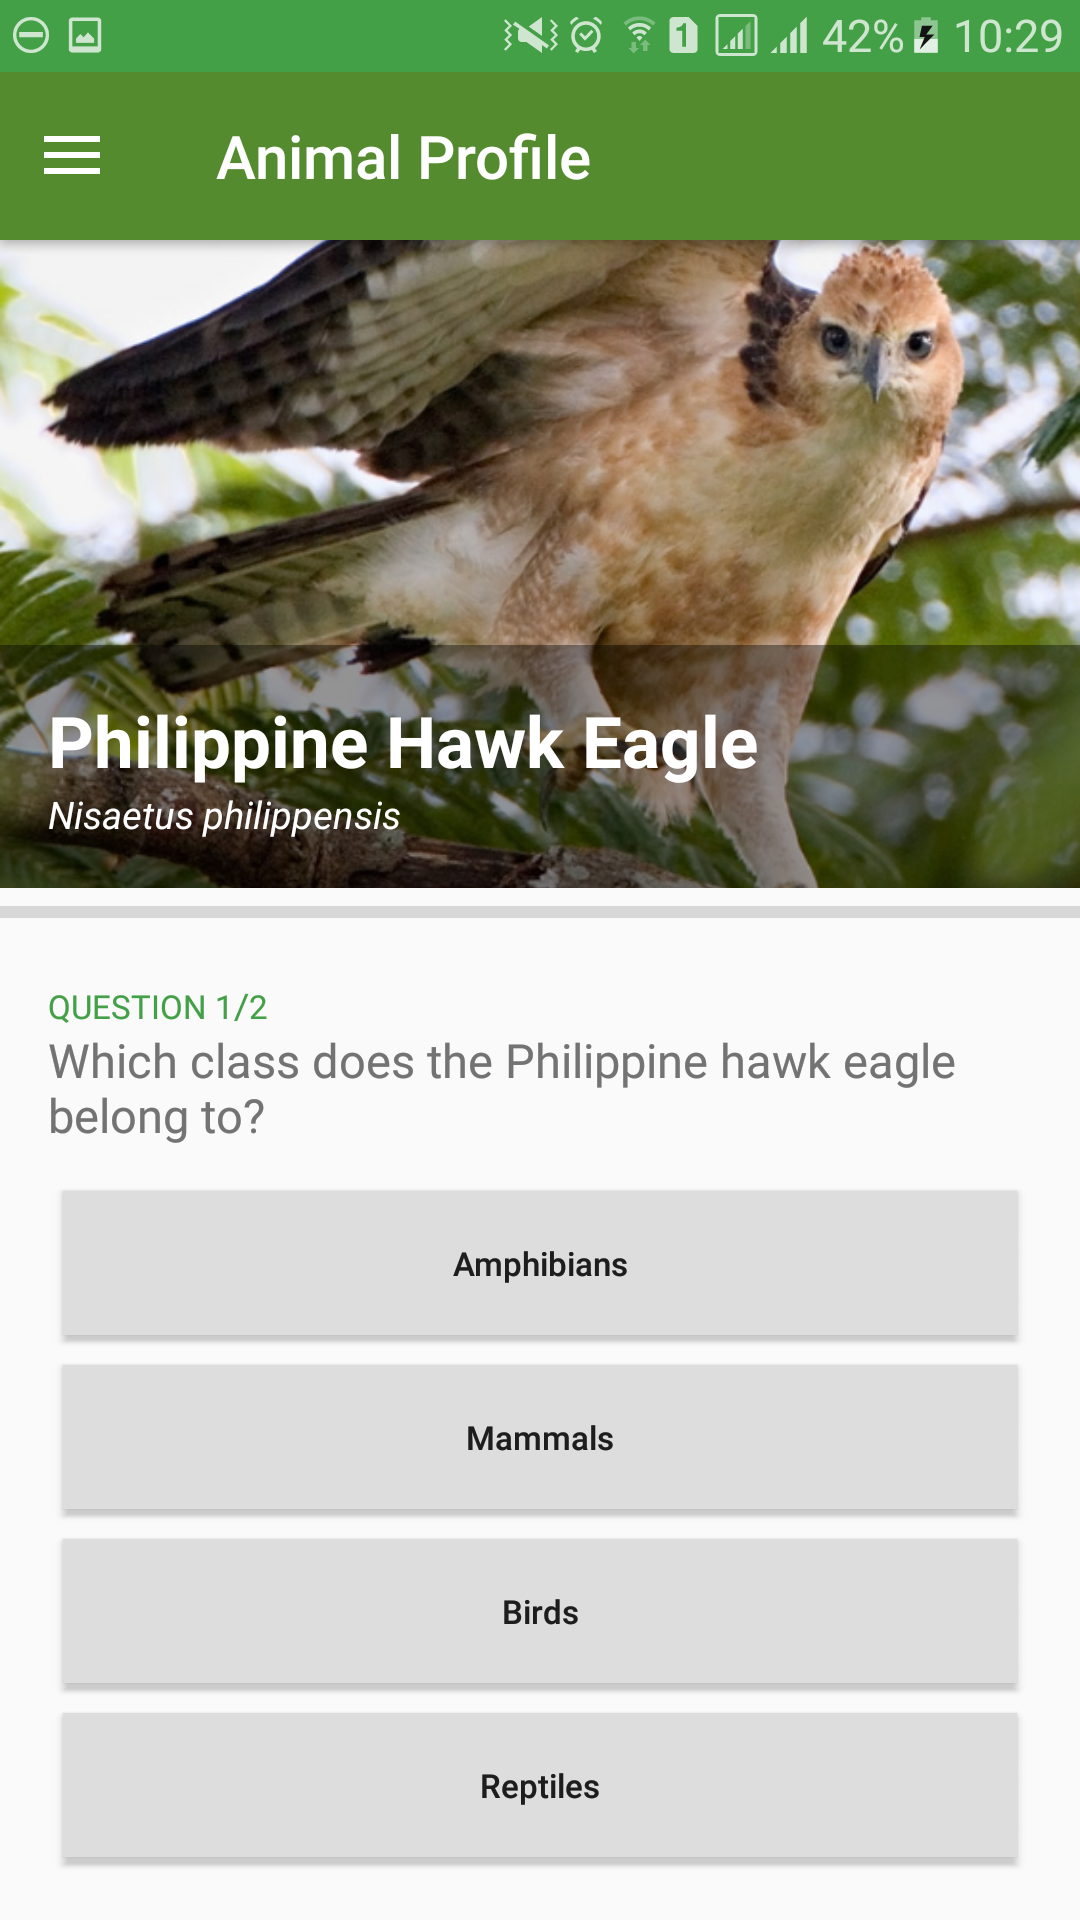 1 42% 10:29
Animal Profile
Philippine Hawk Eagle
Nisaetus philippensis
QUESTION 1/2
Which class does the Philippine hawk eagle
belong to?
Amphibians
Mammals
Birds
Reptiles